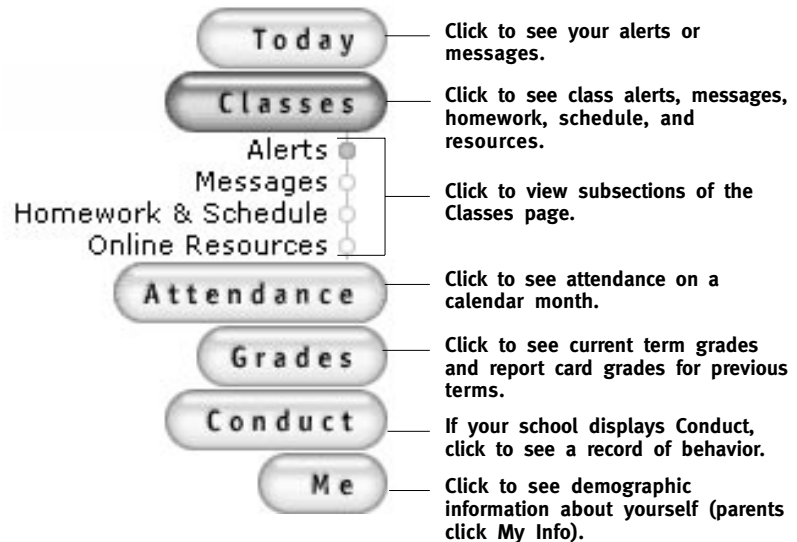 Today
Click to see your alerts or
messages.
Classes
Click to see class alerts, messages,
homework, schedule, and
resources.
Alerts
Messages
Homework & Schedule
Online Resources
Click to view subsections of the
Classes page.
Attendance
Click to see attendance on a
calendar month.
Grades
Click to see current term grades
and report card grades for previous
terms.
Conduct
If your school displays Conduct,
click to see a record of behavior.
Me
Click to see demographic
information about yourself (parents
click My Info).